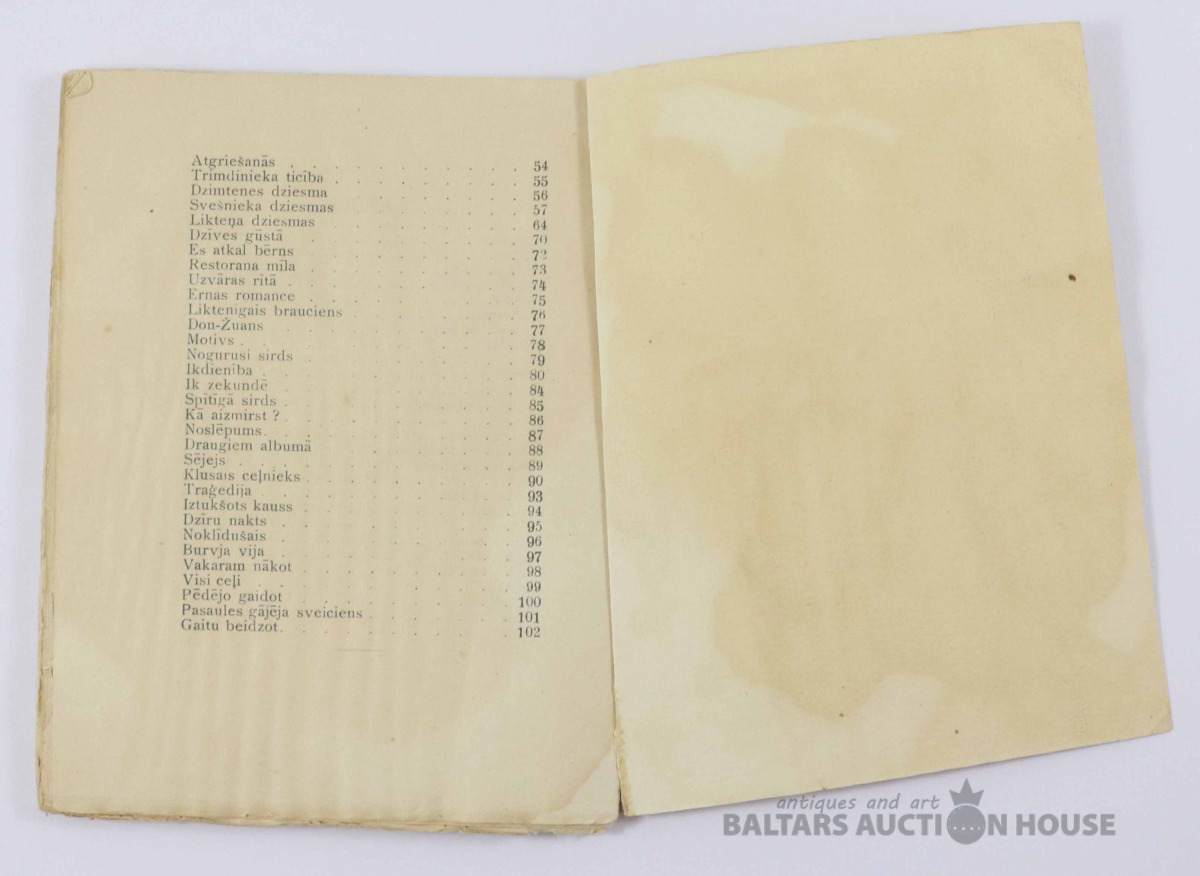 Atgriešanās . . . . . . . . . 54
Trimdinieka ticība . . . . . . . 55
Dzimtenes dziesma . . . . . . . 56
Svešnieka dziesmas . . . . . . . 57
Likteņa dziesmas . . . . . . . 64
Dzīves gūstā . . . . . . . . 70
Es atkal bērns . . . . . . . . 72
Restorana mīla . . . . . . . . 73
Uzvāras rītā . . . . . . . . . 74
Ernas romance . . . . . . . . 75
Liktenīgais brauciens . . . . . . . 76
Don-Žuans . . . . . . . . . 77
Motivs . . . . . . . . . . 78
Nogurusi sirds . . . . . . . . 79
Ikdienība . . . . . . . . . 80
Ik zekundē . . . . . . . . . 84
Spītīgā sirds . . . . . . . . . 85
Kā aizmirst ? . . . . . . . . . 86
Noslēpums . . . . . . . . . 87
Draugiem albumā . . . . . . . 88
Sējejs . . . . . . . . . . 89
Klusais ceļnieks . . . . . . . . 90
Traģedija . . . . . . . . . 93
Iztukšots kauss . . . . . . . . 94
Dzīru nakts . . . . . . . . . 95
Noklīdušais . . . . . . . . . 96
Burvja vija . . . . . . . . . 97
Vakaram nākot . . . . . . . . 98
Visi ceļi . . . . . . . . . . 99
Pēdējo gaidot . . . . . . . . 100
Pasaules gājēja sveiciens . . . . . . 101
Gaitu beidzot . . . . . . . . . 102
antiques and art
BALTARS AUCTION HOUSE